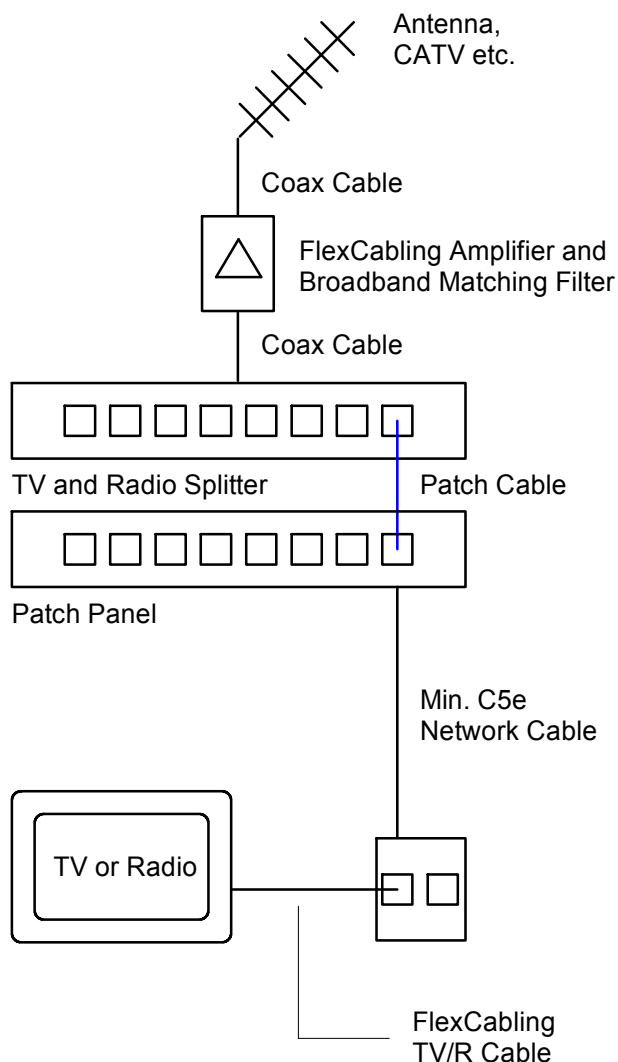 Antenna,
CATV etc.
Coax Cable
FlexCabling Amplifier and
Broadband Matching Filter
Coax Cable
TV and Radio Splitter
Patch Cable
Patch Panel
Min. C5e
Network Cable
TV or Radio
FlexCabling
TV/R Cable